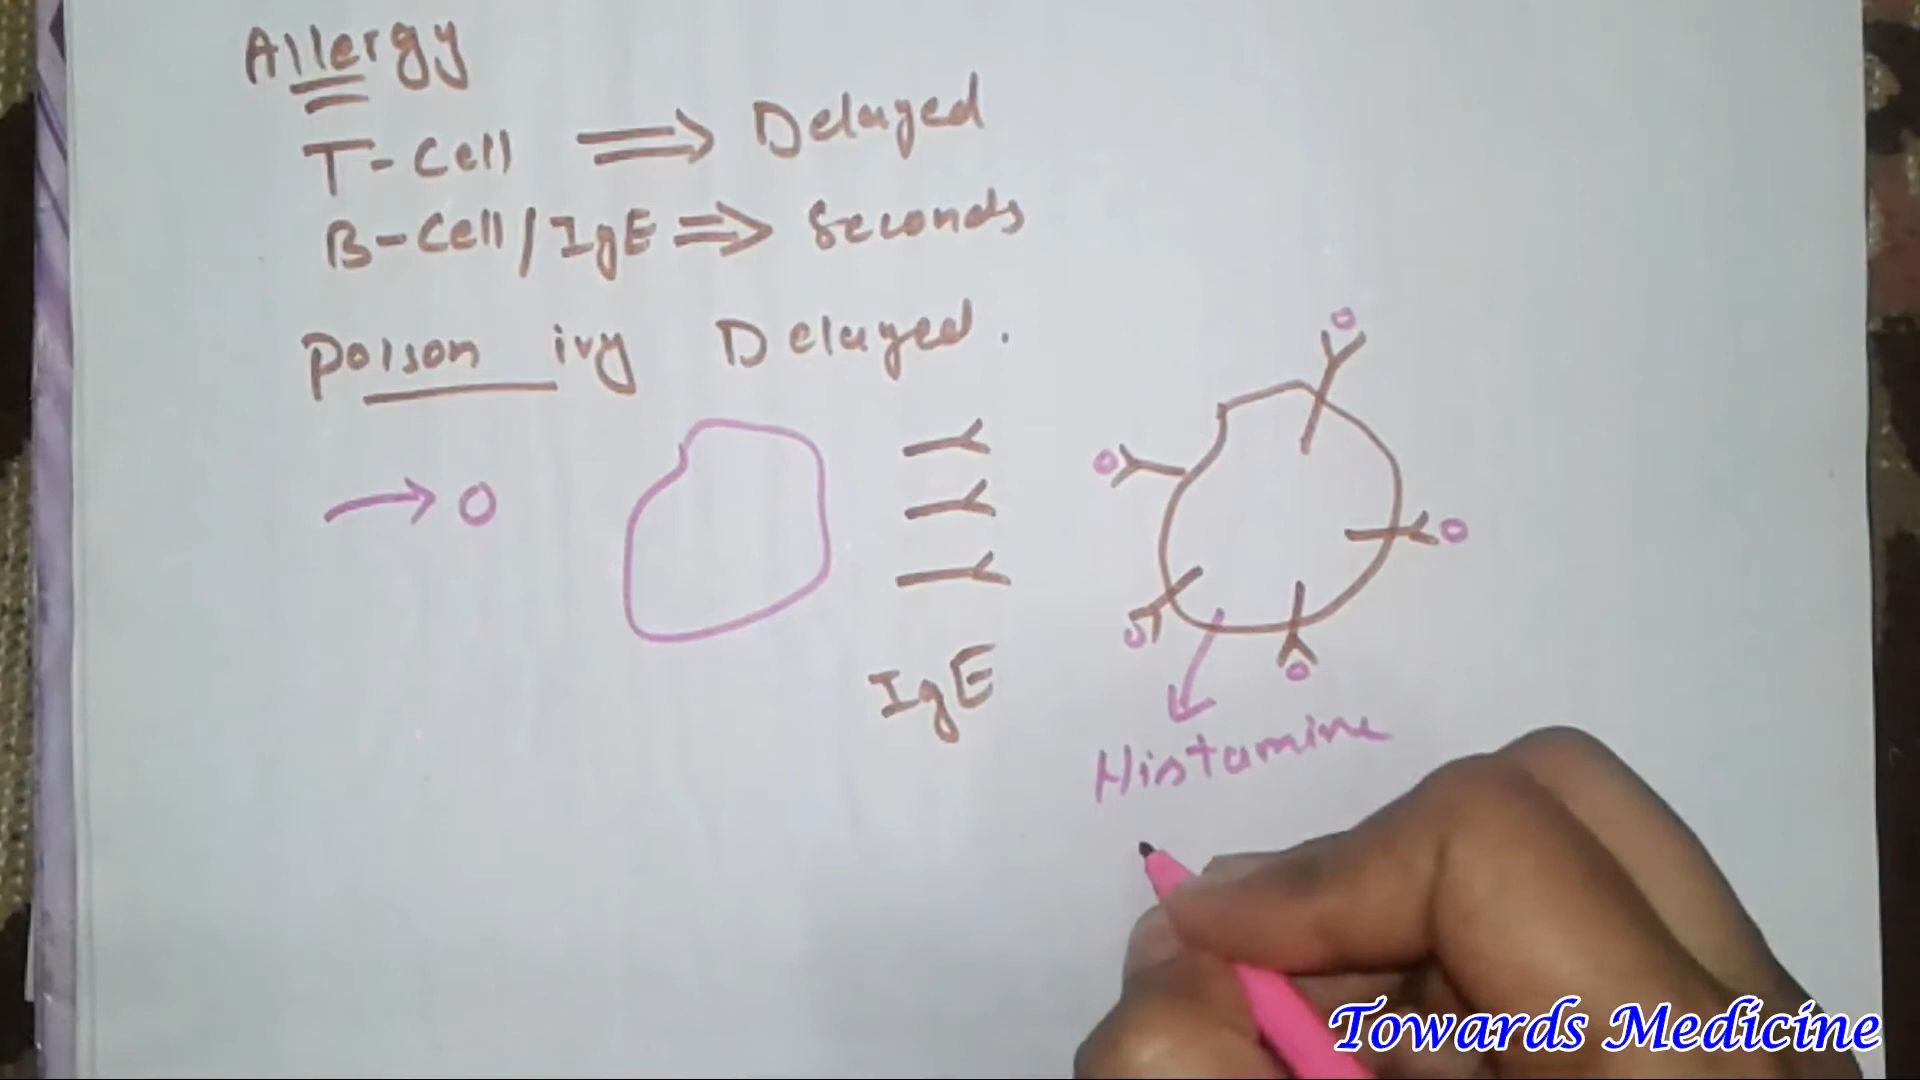 Allergy
T-Cell ⇒ Delayed
B-Cell/IgE ⇒ Seconds
Poison ivy Delayed.
IgE
Histamine
Towards Medicine